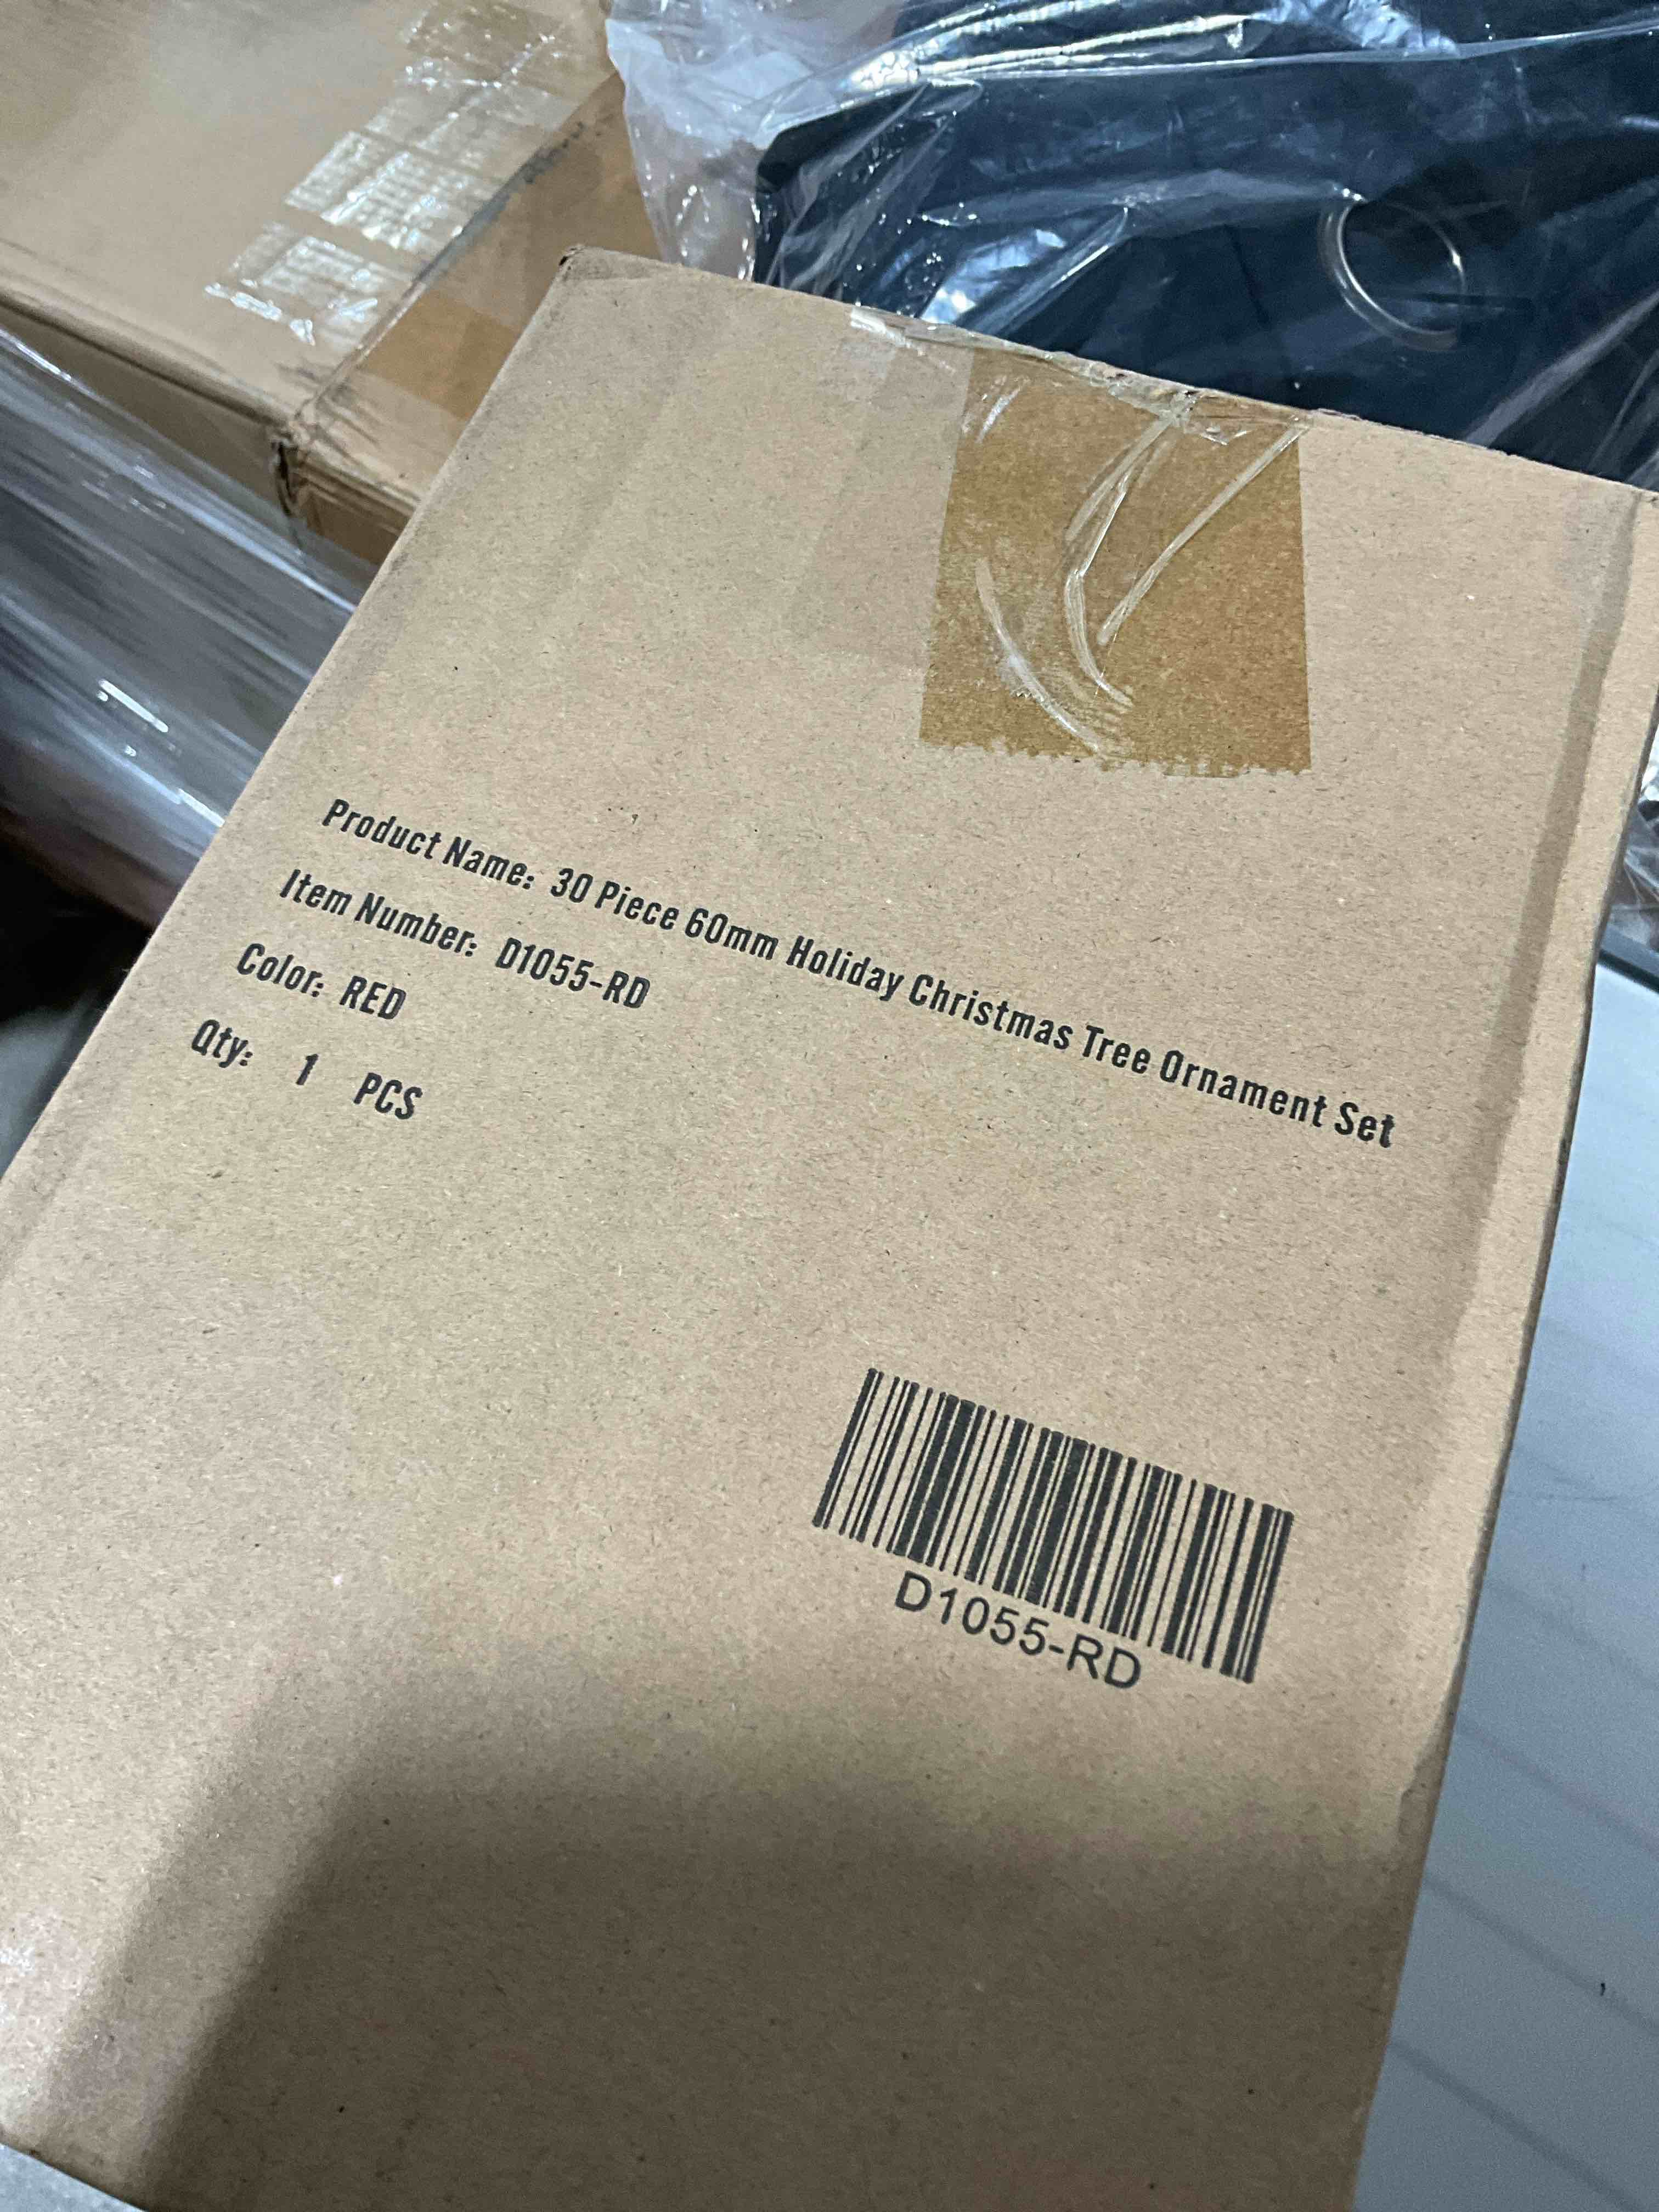 Product Name: 30 Piece 60mm Holiday Christmas Tree Ornament Set
Item Number: D1055-RD
Color: RED
Qty: 1 PCS
D1055-RD